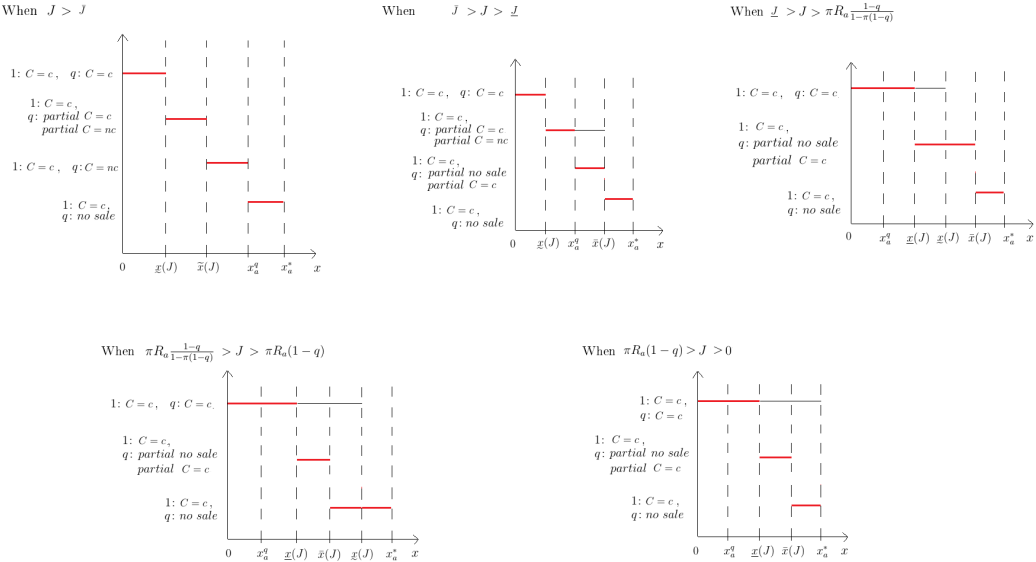 When J > J̄
1: C = c , q: C = c
1: C = c ,
q: partial C = c
partial C = nc
1: C = c , q: C = nc
1: C = c ,
q: no sale
0 x̰(J) x̃(J) x_a^q x_a^* x
When J̄ > J > J̲
1: C = c , q: C = c
1: C = c ,
q: partial C = c
partial C = nc
1: C = c ,
q: partial no sale
partial C = c
1: C = c ,
q: no sale
0 x̰(J) x_a^q x̄(J) x_a^* x
When J̲ > J > πR_a (1−q)/(1−π(1−q))
1: C = c , q: C = c
1: C = c ,
q: partial no sale
partial C = c
1: C = c ,
q: no sale
0 x_a^q x̲(J) x̰(J) x̄(J) x_a^* x
When πR_a (1−q)/(1−π(1−q)) > J > πR_a(1 − q)
1: C = c , q: C = c.
1: C = c,
q: partial no sale
partial C = c
1: C = c ,
q: no sale
0 x_a^q x̲(J) x̄(J) x̰(J) x_a^* x
When πR_a(1 − q) > J > 0
1: C = c ,
q: C = c
1: C = c ,
q: partial no sale
partial C = c
1: C = c ,
q: no sale
0 x_a^q x̲(J) x̄(J) x_a^* x